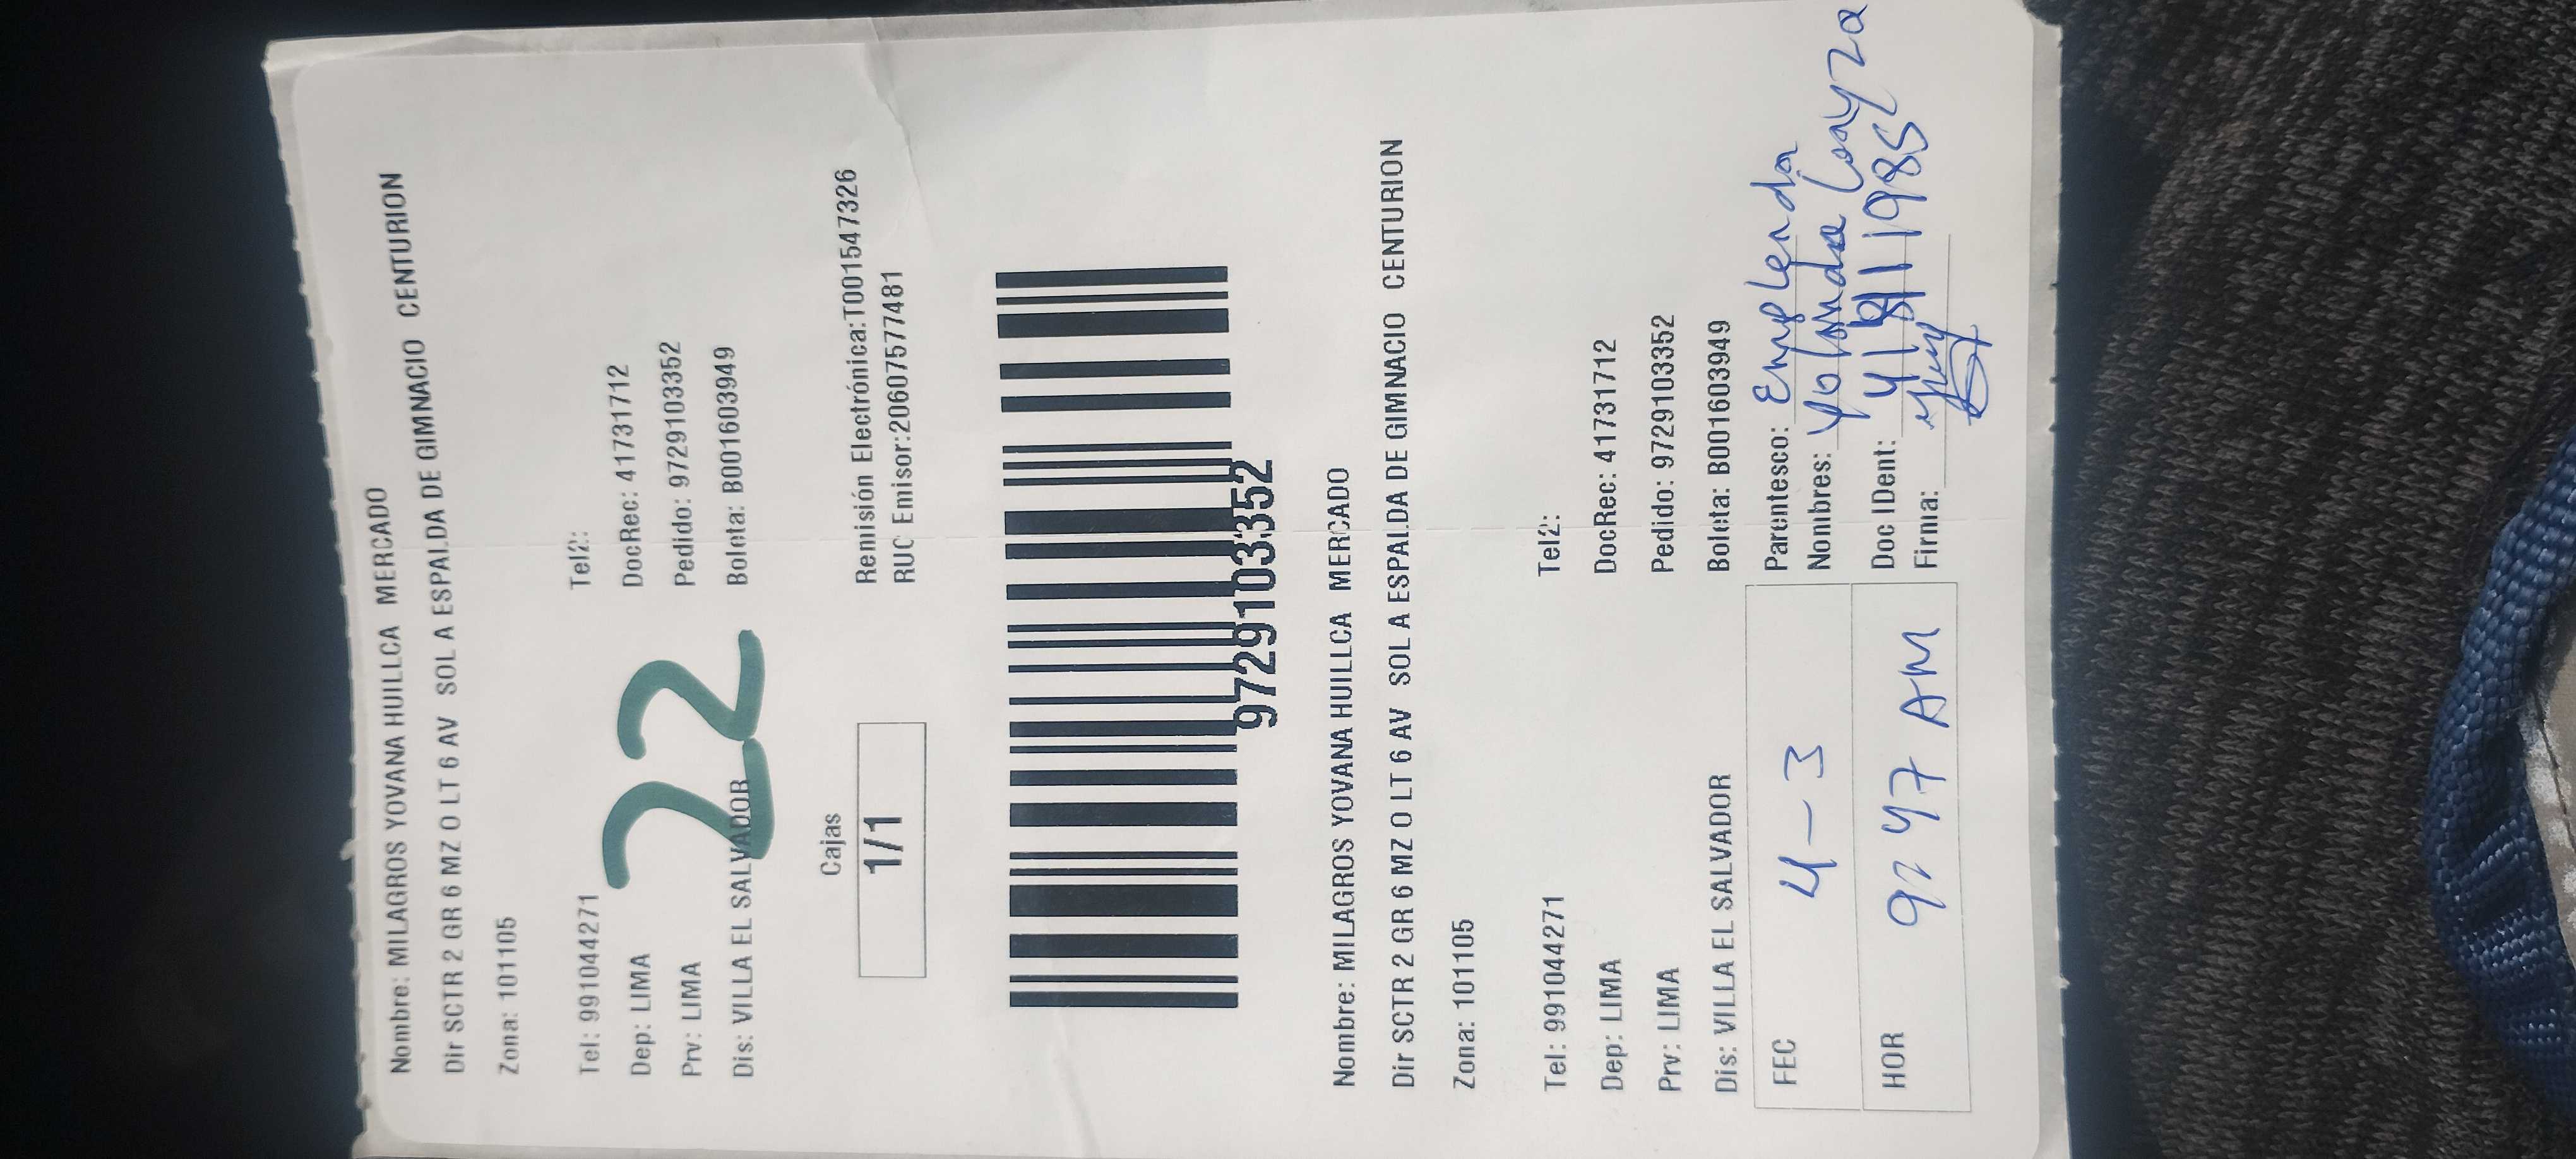 Nombre: MILAGROS YOVANA HUILLCA MERCADO
Dir SCTR 2 GR 6 MZ O LT 6 AV SOL A ESPALDA DE GIMNACIO CENTURION
Zona: 101105
Tel: 991044271 Tel2:
Dep: LIMA DocRec: 41731712
Prv: LIMA Pedido: 9729103352
Dis: VILLA EL SALVADOR Boleta: B001603949
22
Cajas Remisión Electrónica:T001547326
1/1 RUC Emisor:20607577481
9729103352
Nombre: MILAGROS YOVANA HUILLCA MERCADO
Dir SCTR 2 GR 6 MZ O LT 6 AV SOL A ESPALDA DE GIMNACIO CENTURION
Zona: 101105
Tel: 991044271 Tel2:
Dep: LIMA DocRec: 41731712
Prv: LIMA Pedido: 9729103352
Dis: VILLA EL SALVADOR Boleta: B001603949
FEC 4-3 Parentesco: Empleada
Nombres: Yolanda Loayza
HOR 9:47 AM Doc IDent:
Firma: